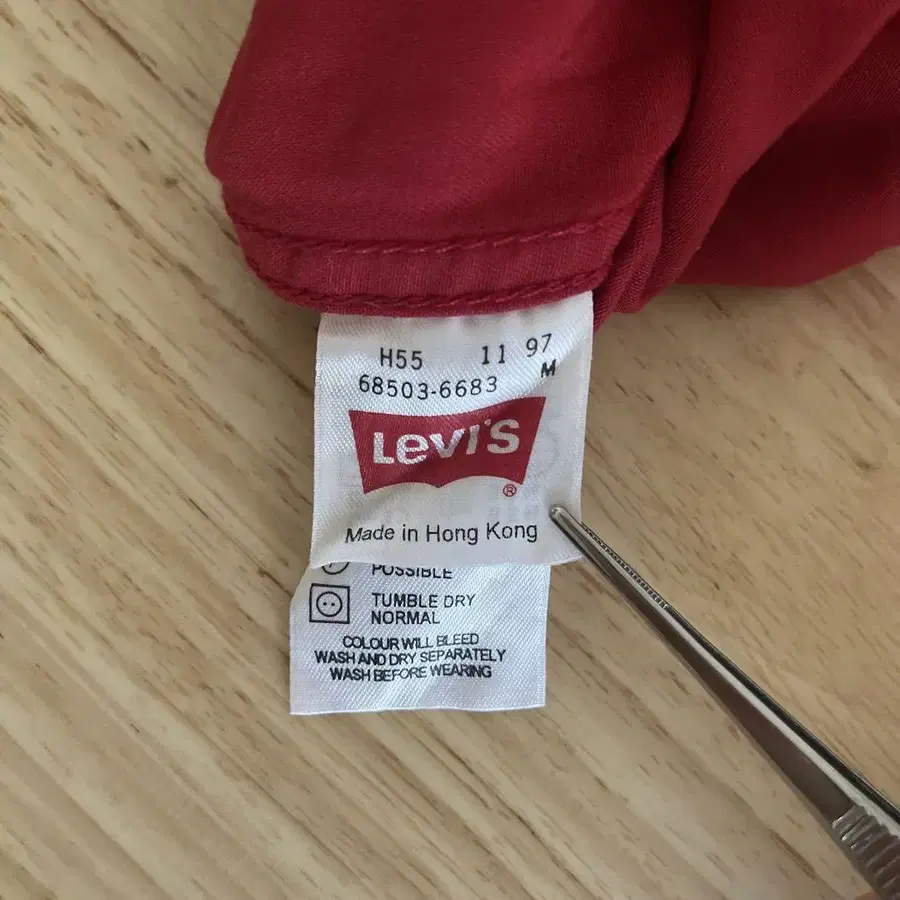 H55 11 97
68503-6683 M
Levi's
®
Made in Hong Kong
POSSIBLE
TUMBLE DRY
NORMAL
COLOUR WILL BLEED
WASH AND DRY SEPARATELY
WASH BEFORE WEARING